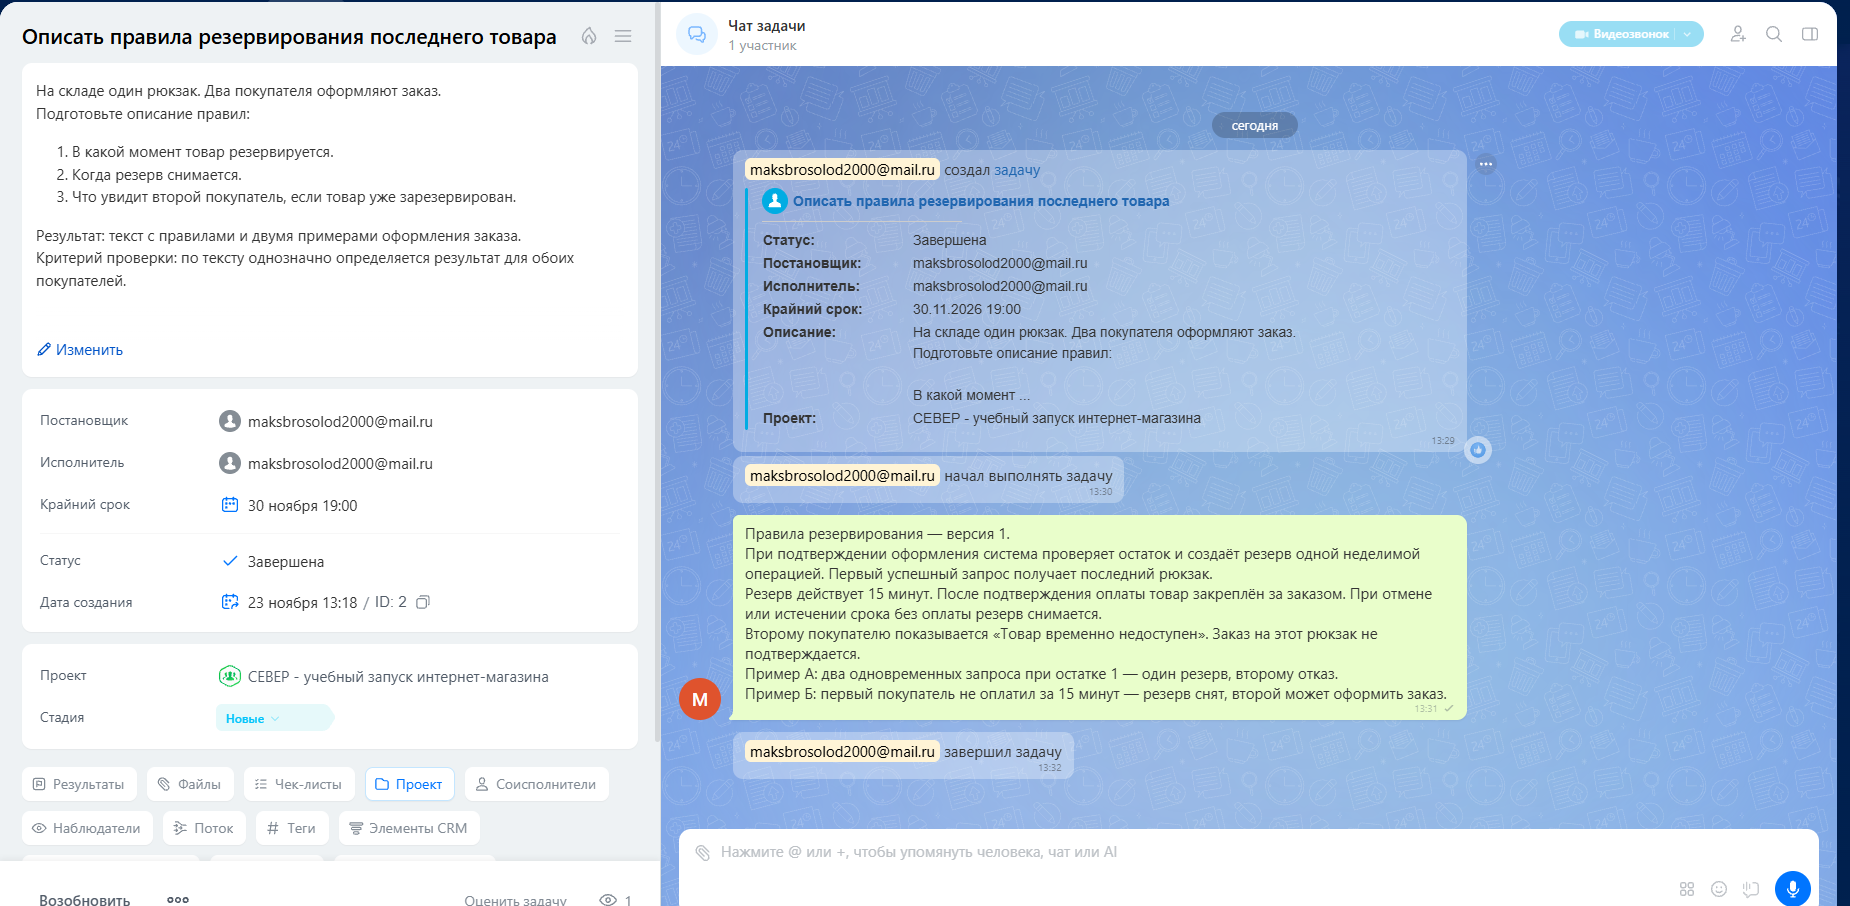 Описать правила резервирования последнего товара
На складе один рюкзак. Два покупателя оформляют заказ.
Подготовьте описание правил:
1. В какой момент товар резервируется.
2. Когда резерв снимается.
3. Что увидит второй покупатель, если товар уже зарезервирован.
Результат: текст с правилами и двумя примерами оформления заказа.
Критерий проверки: по тексту однозначно определяется результат для обоих
покупателей.
Изменить
Постановщик maksbrosolod2000@mail.ru
Исполнитель maksbrosolod2000@mail.ru
Крайний срок 30 ноября 19:00
Статус Завершена
Дата создания 23 ноября 13:18 / ID: 2
Проект СЕВЕР - учебный запуск интернет-магазина
Стадия Новые
Результаты Файлы Чек-листы Проект Соисполнители
Наблюдатели Поток Теги Элементы CRM
Возобновить Оценить задачу 1
Чат задачи
1 участник
Видеозвонок
сегодня
maksbrosolod2000@mail.ru создал задачу
Описать правила резервирования последнего товара
Статус: Завершена
Постановщик: maksbrosolod2000@mail.ru
Исполнитель: maksbrosolod2000@mail.ru
Крайний срок: 30.11.2026 19:00
Описание: На складе один рюкзак. Два покупателя оформляют заказ.
Подготовьте описание правил:
В какой момент ...
Проект: СЕВЕР - учебный запуск интернет-магазина
13:29
maksbrosolod2000@mail.ru начал выполнять задачу
13:30
Правила резервирования — версия 1.
При подтверждении оформления система проверяет остаток и создаёт резерв одной неделимой
операцией. Первый успешный запрос получает последний рюкзак.
Резерв действует 15 минут. После подтверждения оплаты товар закреплён за заказом. При отмене
или истечении срока без оплаты резерв снимается.
Второму покупателю показывается «Товар временно недоступен». Заказ на этот рюкзак не
подтверждается.
Пример А: два одновременных запроса при остатке 1 — один резерв, второму отказ.
Пример Б: первый покупатель не оплатил за 15 минут — резерв снят, второй может оформить заказ.
13:31
М
maksbrosolod2000@mail.ru завершил задачу
13:32
Нажмите @ или +, чтобы упомянуть человека, чат или AI